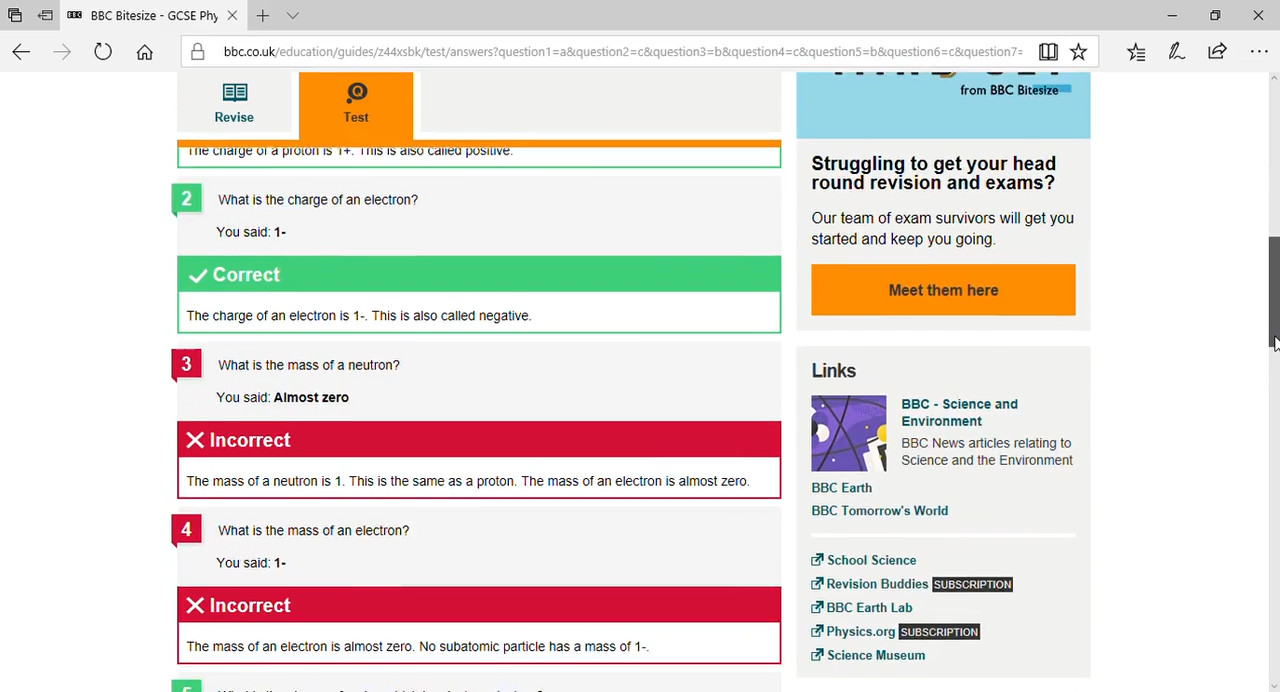 BBC BBC Bitesize - GCSE Phy
bbc.co.uk/education/guides/z44xsbk/test/answers?question1=a&question2=c&question3=b&question4=c&question5=b&question6=c&question7=
Revise
Test
The charge of a proton is 1+. This is also called positive.
2 What is the charge of an electron?
You said: 1-
Correct
The charge of an electron is 1-. This is also called negative.
3 What is the mass of a neutron?
You said: Almost zero
Incorrect
The mass of a neutron is 1. This is the same as a proton. The mass of an electron is almost zero.
4 What is the mass of an electron?
You said: 1-
Incorrect
The mass of an electron is almost zero. No subatomic particle has a mass of 1-.
5
from BBC Bitesize
Struggling to get your head
round revision and exams?
Our team of exam survivors will get you
started and keep you going.
Meet them here
Links
BBC - Science and
Environment
BBC News articles relating to
Science and the Environment
BBC Earth
BBC Tomorrow's World
School Science
Revision Buddies SUBSCRIPTION
BBC Earth Lab
Physics.org SUBSCRIPTION
Science Museum